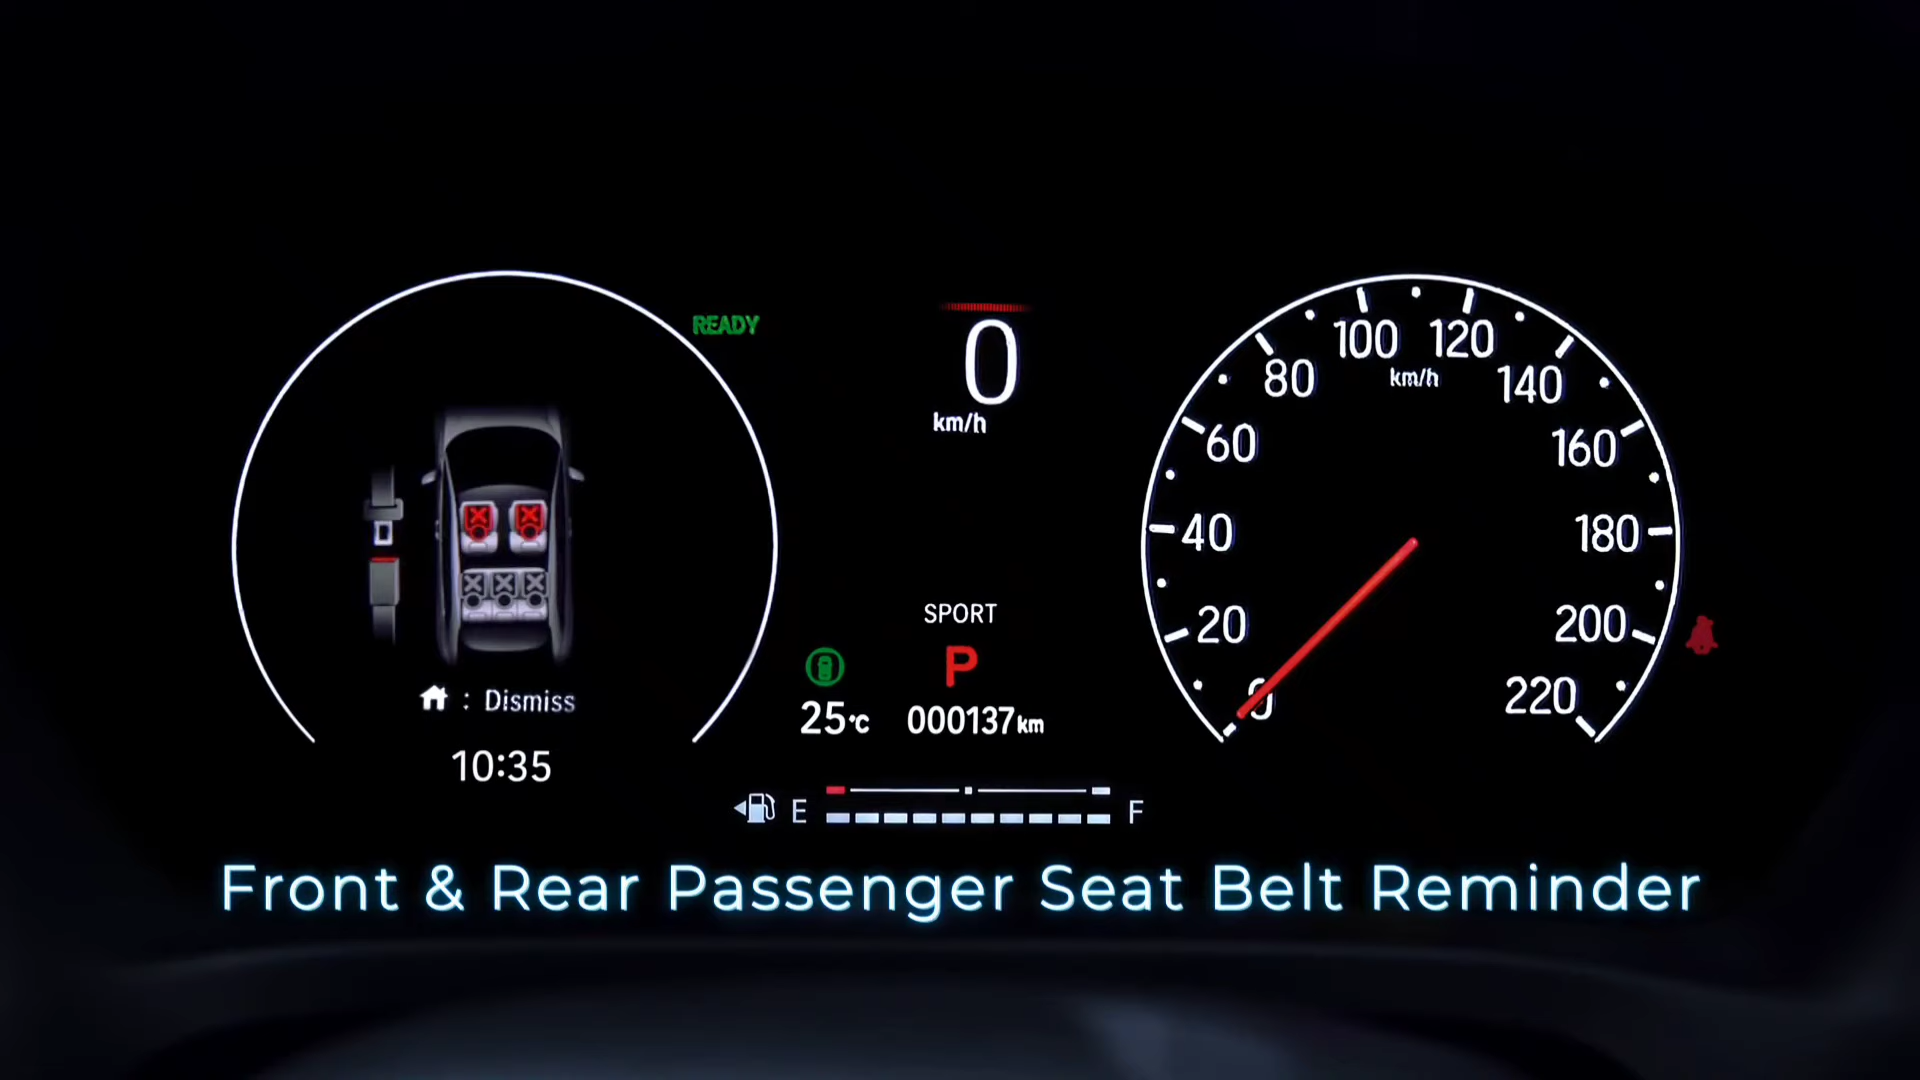 READY
0
km/h
100 120
km/h
80 140
60 160
40 180
20 200
0 220
SPORT
P
: Dismiss
25°C 000137km
10:35
E F
Front & Rear Passenger Seat Belt Reminder